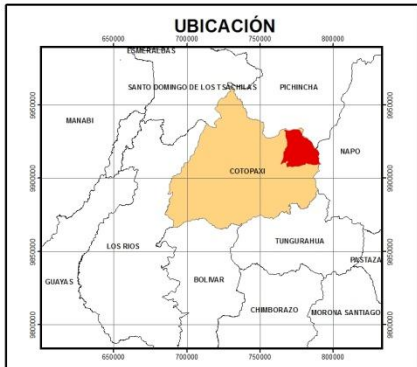 UBICACIÓN
650000 700000 750000 800000
ESMERALDAS
SANTO DOMINGO DE LOS TSACHILAS
PICHINCHA
9950000
9950000
MANABI
NAPO
COTOPAXI
9900000
9900000
LOS RIOS
TUNGURAHUA
PASTAZA
9850000
9850000
GUAYAS
BOLIVAR
CHIMBORAZO
MORONA SANTIAGO
9800000
9800000
650000 700000 750000 800000